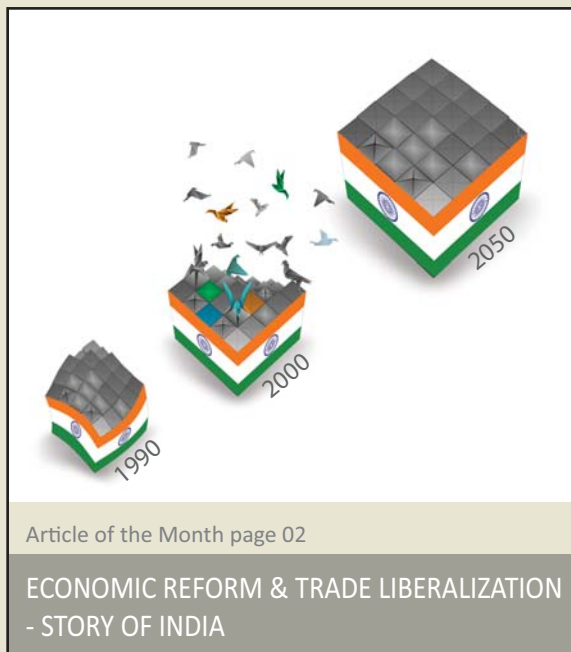 2050
2000
1990
Article of the Month page 02
ECONOMIC REFORM & TRADE LIBERALIZATION
- STORY OF INDIA